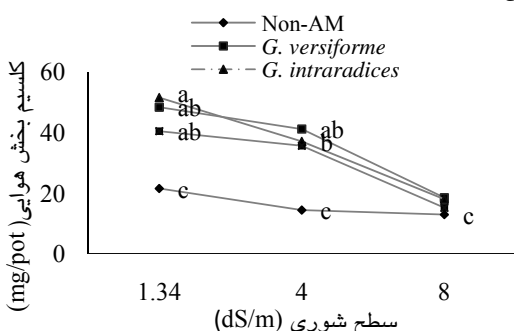 Non-AM
G. versiforme
G. intraradices
کلسیم بخش هوایی (mg/pot)
60
40
20
0
a
ab
ab
c
ab
b
c
c
1.34
4
8
سطح شوری (dS/m)